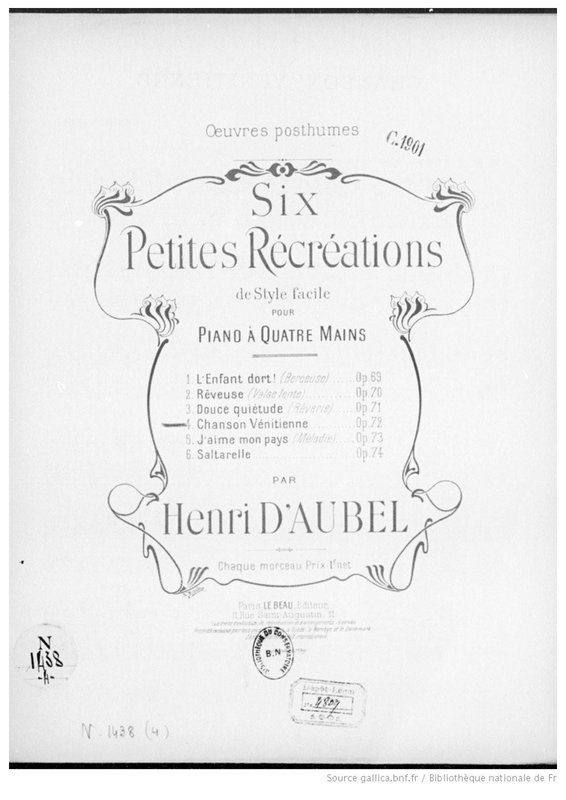 Œuvres posthumes
C.1901
Six
Petites Récréations
de Style facile
POUR
PIANO À QUATRE MAINS
1. L'Enfant dort! (Berceuse)..... Op.69
2. Rêveuse (Valse lente)........ Op.70
3. Douce quiétude (Rêverie)..... Op.71
4. Chanson Vénitienne.......... Op.72
5. J'aime mon pays (Mélodie).... Op.73
6. Saltarelle.................. Op.74
PAR
Henri D'AUBEL
Chaque morceau Prix 1f net
Paris, LE BEAU, Editeur
11, Rue Saint-Augustin, 11
BIBLIOTHÈQUE DU CONSERVATOIRE
B.N
N
1438
-A-
Dépôt Légal
2807
N. 1438 (4)
Source gallica.bnf.fr / Bibliothèque nationale de Fr